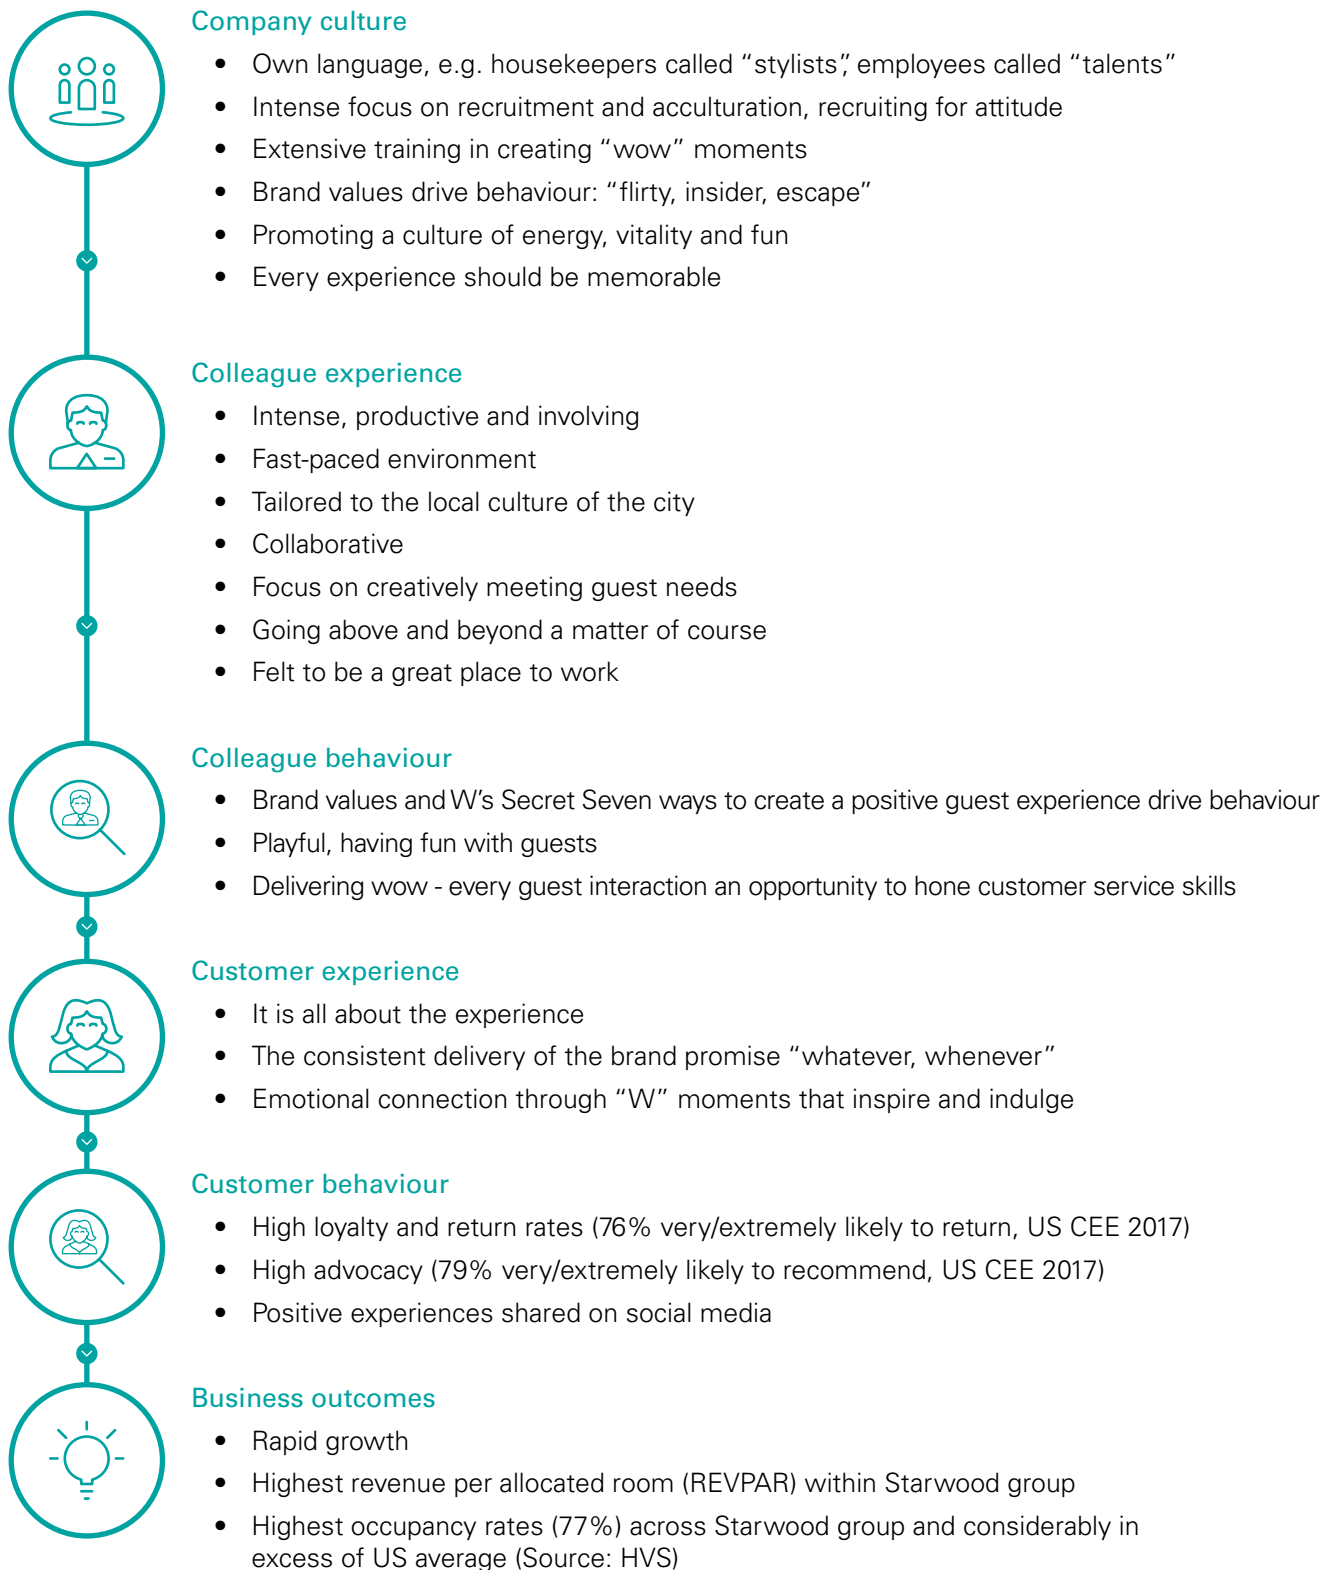 Company culture
• Own language, e.g. housekeepers called “stylists”, employees called “talents”
• Intense focus on recruitment and acculturation, recruiting for attitude
• Extensive training in creating “wow” moments
• Brand values drive behaviour: “flirty, insider, escape”
• Promoting a culture of energy, vitality and fun
• Every experience should be memorable
Colleague experience
• Intense, productive and involving
• Fast-paced environment
• Tailored to the local culture of the city
• Collaborative
• Focus on creatively meeting guest needs
• Going above and beyond a matter of course
• Felt to be a great place to work
Colleague behaviour
• Brand values and W’s Secret Seven ways to create a positive guest experience drive behaviour
• Playful, having fun with guests
• Delivering wow - every guest interaction an opportunity to hone customer service skills
Customer experience
• It is all about the experience
• The consistent delivery of the brand promise “whatever, whenever”
• Emotional connection through “W” moments that inspire and indulge
Customer behaviour
• High loyalty and return rates (76% very/extremely likely to return, US CEE 2017)
• High advocacy (79% very/extremely likely to recommend, US CEE 2017)
• Positive experiences shared on social media
Business outcomes
• Rapid growth
• Highest revenue per allocated room (REVPAR) within Starwood group
• Highest occupancy rates (77%) across Starwood group and considerably in
excess of US average (Source: HVS)